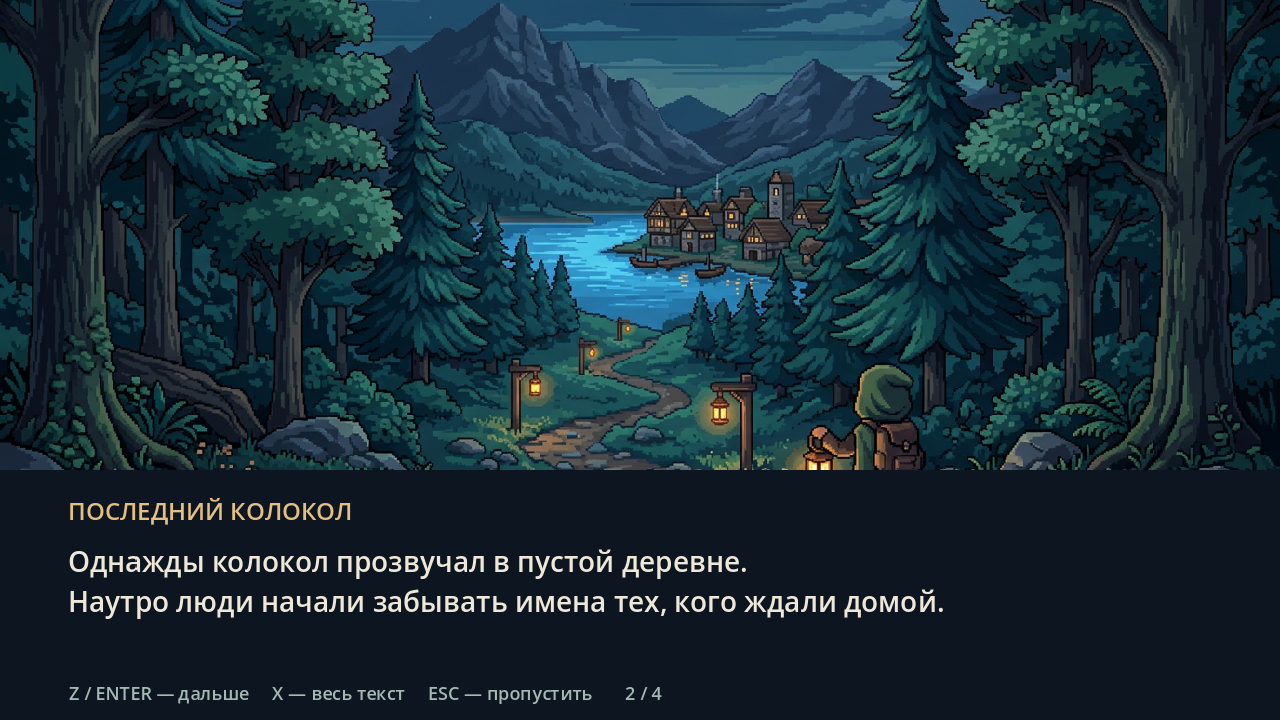 ПОСЛЕДНИЙ КОЛОКОЛ
Однажды колокол прозвучал в пустой деревне.
Наутро люди начали забывать имена тех, кого ждали домой.
Z / ENTER — дальше X — весь текст ESC — пропустить 2 / 4